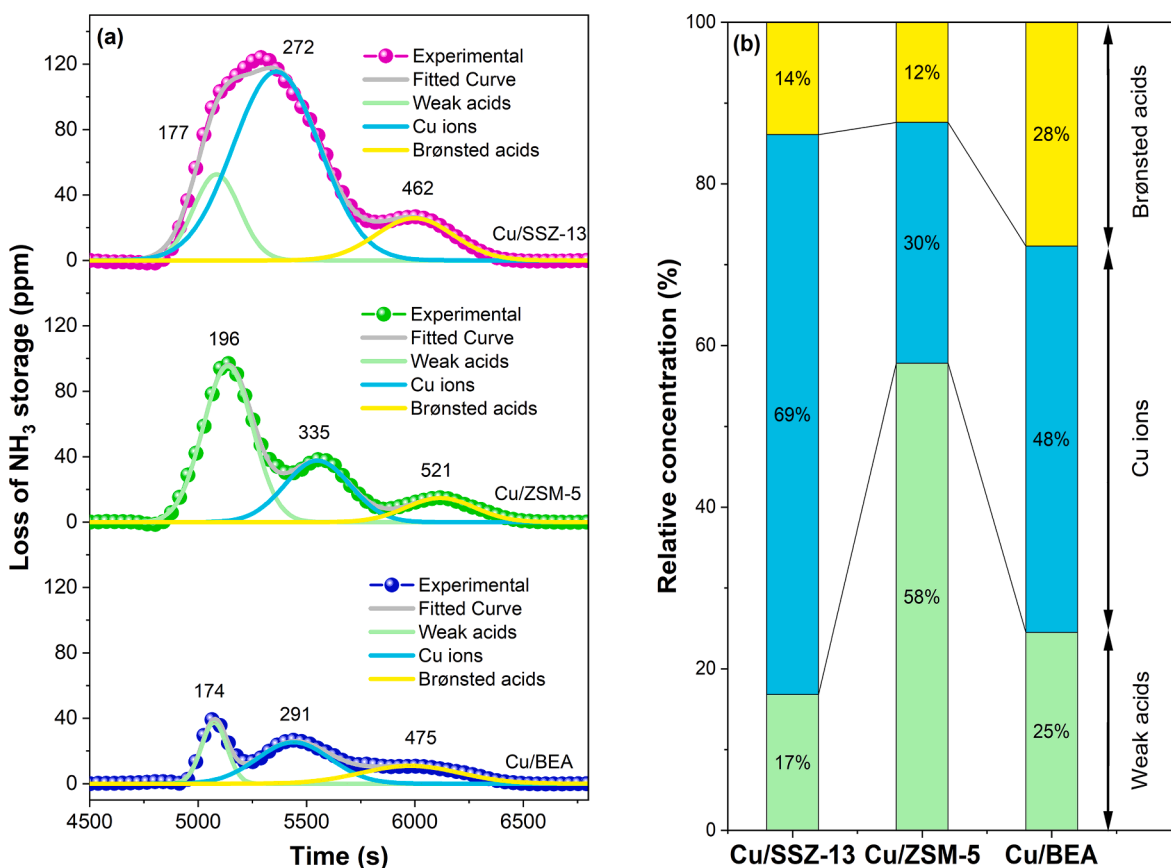 (a)
272
177
462
Experimental
Fitted Curve
Weak acids
Cu ions
Brønsted acids
Cu/SSZ-13
120
80
40
0
196
335
521
Experimental
Fitted Curve
Weak acids
Cu ions
Brønsted acids
Cu/ZSM-5
120
80
40
0
174
291
475
Experimental
Fitted Curve
Weak acids
Cu ions
Brønsted acids
Cu/BEA
120
80
40
0
Loss of NH₃ storage (ppm)
4500 5000 5500 6000 6500
Time (s)
(b)
Relative concentration (%)
100
80
60
40
20
0
14%
69%
17%
12%
30%
58%
28%
48%
25%
Brønsted acids
Cu ions
Weak acids
Cu/SSZ-13 Cu/ZSM-5 Cu/BEA